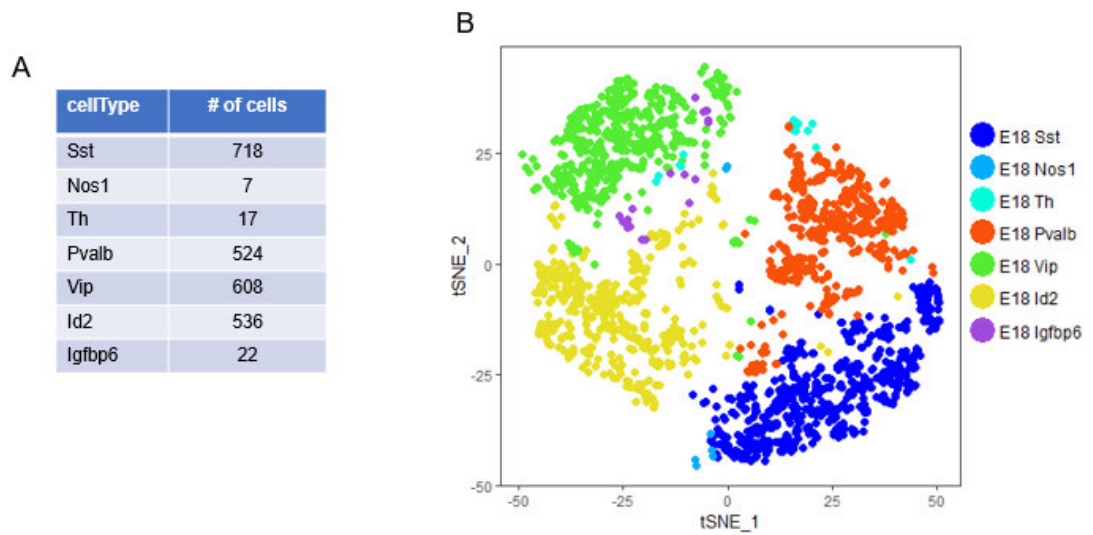 A
cellType # of cells
Sst 718
Nos1 7
Th 17
Pvalb 524
Vip 608
Id2 536
Igfbp6 22
B
tSNE_2
25
0
-25
-50
-50 -25 0 25 50
tSNE_1
E18 Sst
E18 Nos1
E18 Th
E18 Pvalb
E18 Vip
E18 Id2
E18 Igfbp6